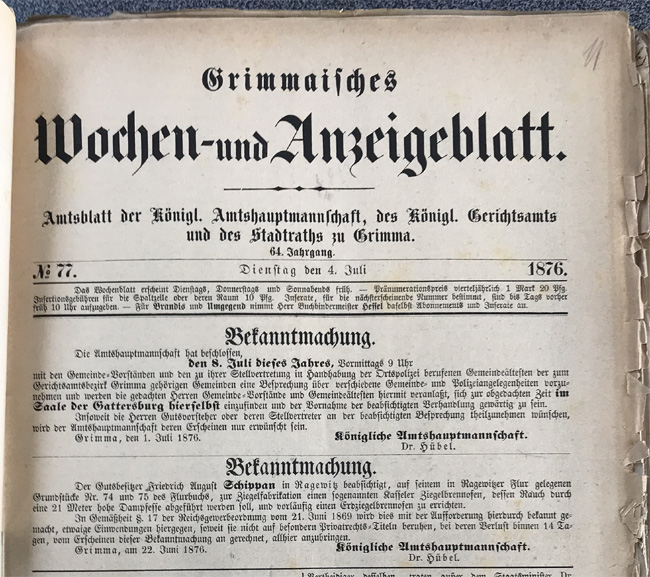 11
Grimmaisches
Wochen- und Anzeigeblatt.
Amtsblatt der Königl. Amtshauptmannschaft, des Königl. Gerichtsamts
und des Stadtraths zu Grimma.
64. Jahrgang.
№ 77. Dienstag den 4. Juli 1876.
Das Wochenblatt erscheint Dienstags, Donnerstags und Sonnabends früh. — Pränumerationspreis vierteljährlich 1 Mark 20 Pfg.
Insertionsgebühren für die Spaltzeile oder deren Raum 10 Pfg. Inserate, für die nächsterscheinende Nummer bestimmt, sind bis Tags vorher
früh 10 Uhr aufzugeben. — Für Brandis und Umgegend nimmt Herr Buchbindermeister Hessel daselbst Abonnements und Inserate an.
Bekanntmachung.
Die Amtshauptmannschaft hat beschlossen,
den 8. Juli dieses Jahres, Vormittags 9 Uhr
mit den Gemeinde-Vorständen und den zu ihrer Stellvertretung in Handhabung der Ortspolizei berufenen Gemeindeältesten der zum
Gerichtsamtsbezirk Grimma gehörigen Gemeinden eine Besprechung über verschiedene Gemeinde- und Polizeiangelegenheiten vorzu-
nehmen und werden die gedachten Herren Gemeinde-Vorstände und Gemeindeältesten hiermit veranlaßt, sich zur obgedachten Zeit im
Saale der Gattersburg hierselbst einzufinden und der Vornahme der beabsichtigten Verhandlung gewärtig zu sein.
Insoweit die Herren Gutsvorsteher oder deren Stellvertreter an der beabsichtigten Besprechung theilzunehmen wünschen,
wird der Amtshauptmannschaft deren Erscheinen nur erwünscht sein.
Grimma, den 1. Juli 1876. Königliche Amtshauptmannschaft.
Dr. Hübel.
Bekanntmachung.
Der Gutsbesitzer Friedrich August Schippan in Ragewitz beabsichtigt, auf seinem in Ragewitzer Flur gelegenen
Grundstücke Nr. 74 und 75 des Flurbuchs, zur Ziegelfabrikation einen sogenannten Kasseler Ziegelbrennofen, dessen Rauch durch
eine 21 Meter hohe Dampfesse abgeführt werden soll, und vorläufig einen Erdziegelbrennofen zu errichten.
In Gemäßheit §. 17 der Reichsgewerbeordnung vom 21. Juni 1869 wird dies mit der Aufforderung hierdurch bekannt ge-
macht, etwaige Einwendungen hiergegen, soweit sie nicht auf besondern Privatrechts-Titeln beruhen, bei deren Verlust binnen 14 Ta-
gen, vom Erscheinen dieser Bekanntmachung an gerechnet, allhier anzubringen.
Grimma, am 22. Juni 1876. Königliche Amtshauptmannschaft.
Dr. Hübel.
Vertheidiger desselben, traten außer dem Staatsminister Dr.